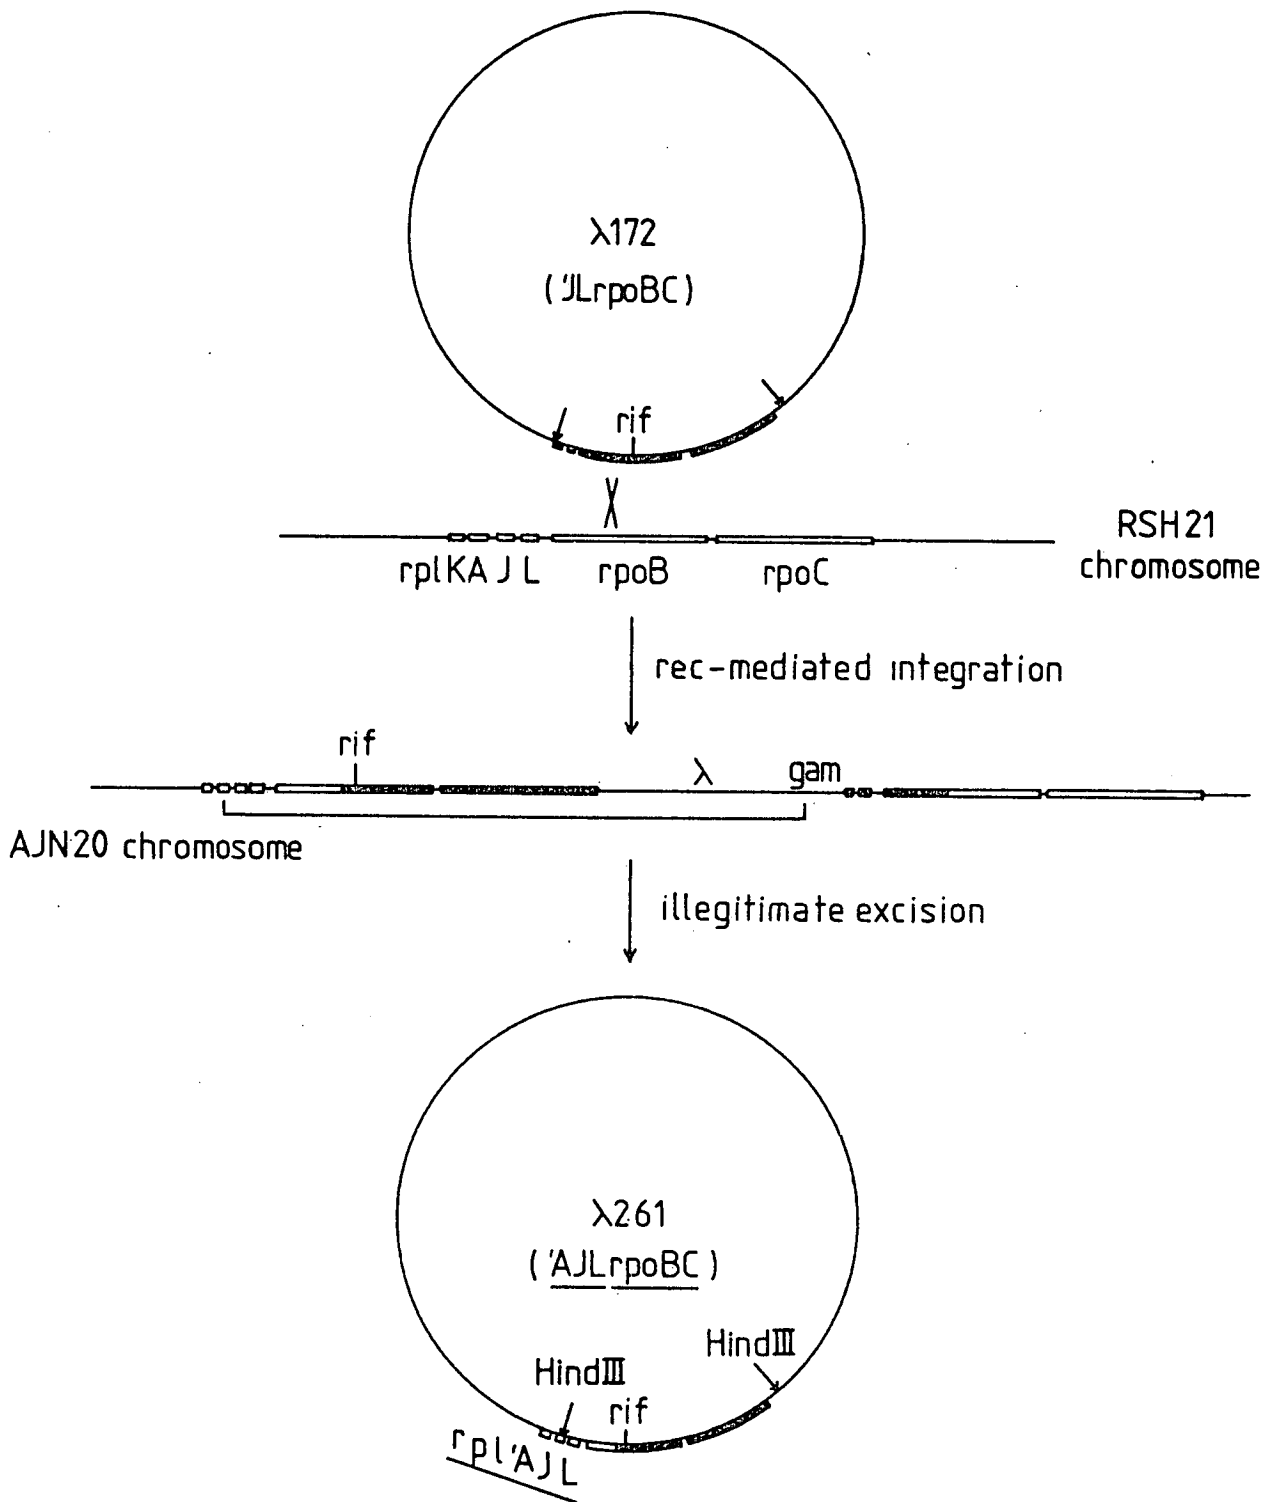 λ172
('JLrpoBC)
rif
RSH21
chromosome
rplKA J L
rpoB
rpoC
rec-mediated integration
rif
λ
gam
AJN20 chromosome
illegitimate excision
λ261
('AJLrpoBC)
HindIII
HindIII
rif
rpl'AJL